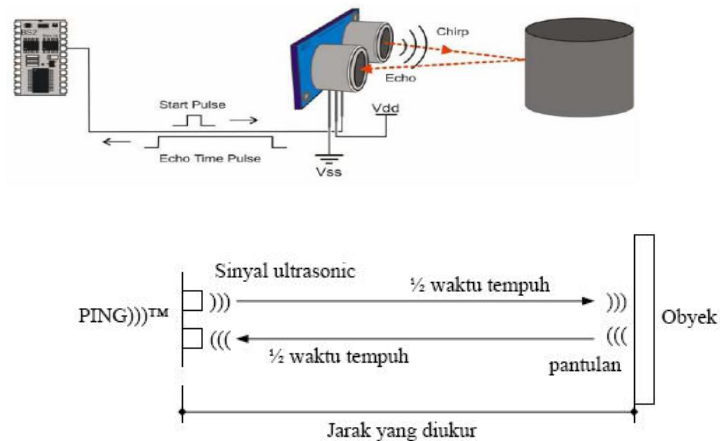 BS2
Chirp
Echo
Start Pulse
Vdd
Echo Time Pulse
Vss
Sinyal ultrasonic
½ waktu tempuh
)))
)))
PING)))™
Obyek
(((
(((
½ waktu tempuh
pantulan
Jarak yang diukur